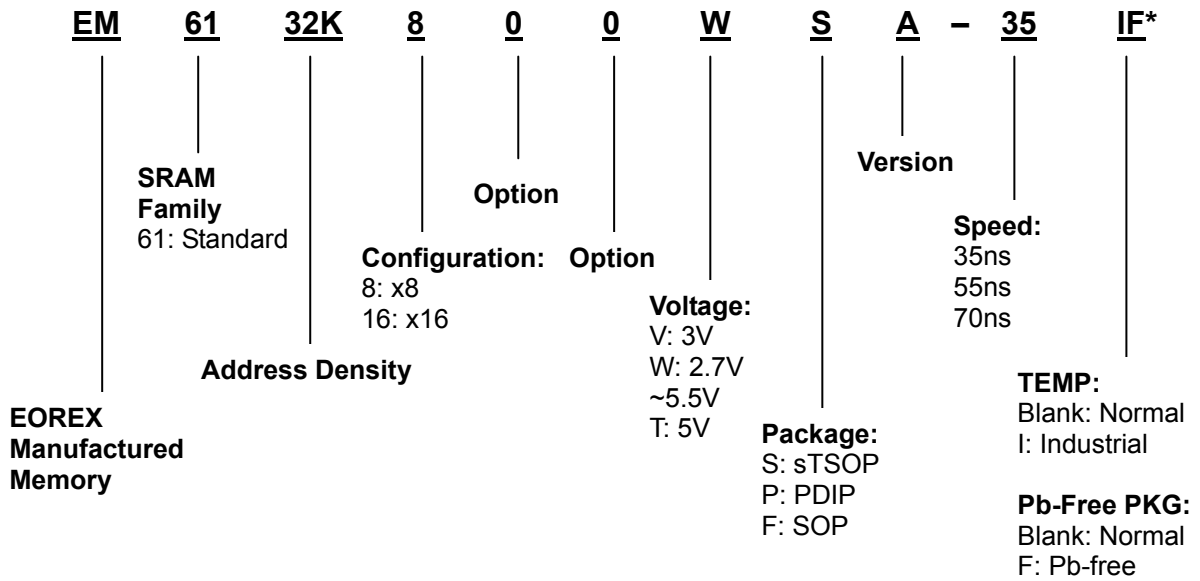 EM 61 32K 8 0 0 W S A – 35 IF*
SRAM
Family
61: Standard
Option
Version
Configuration:
8: x8
16: x16
Option
Speed:
35ns
55ns
70ns
Voltage:
V: 3V
W: 2.7V
~5.5V
T: 5V
Address Density
TEMP:
Blank: Normal
I: Industrial
EOREX
Manufactured
Memory
Package:
S: sTSOP
P: PDIP
F: SOP
Pb-Free PKG:
Blank: Normal
F: Pb-free